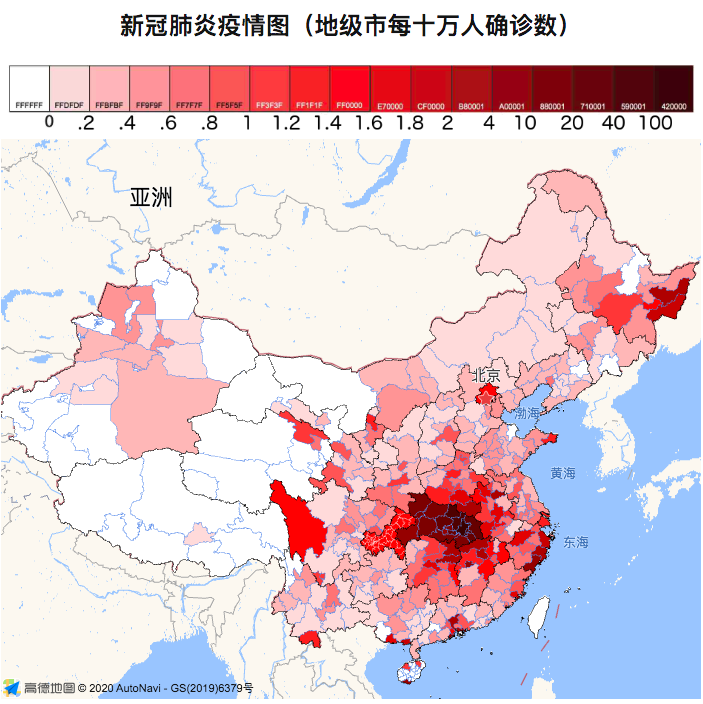 新冠肺炎疫情图（地级市每十万人确诊数）
FFFFFF FFDFDF FFBFBF FF9F9F FF7F7F FF5F5F FF3F3F FF1F1F FF0000 E70000 CF0000 B80001 A00001 880001 710001 590001 420000
0 .2 .4 .6 .8 1 1.2 1.4 1.6 1.8 2 4 10 20 40 100
亚洲
北京
渤海
黄海
东海
高德地图 © 2020 AutoNavi - GS(2019)6379号